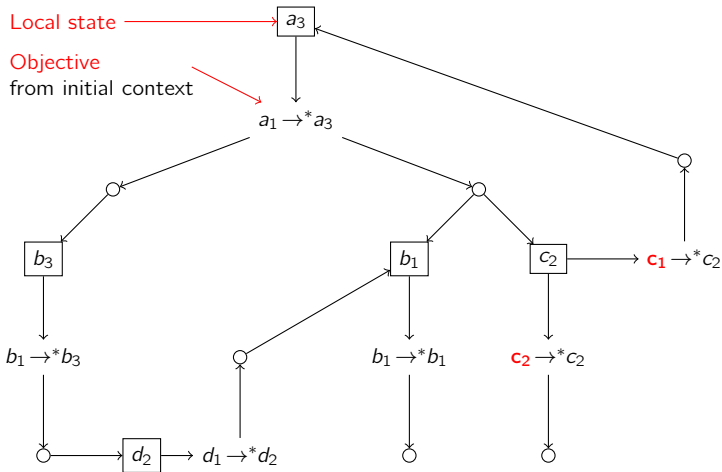 Local state
a₃
Objective
from initial context
a₁ →* a₃
b₃
b₁
c₂
c₁ →* c₂
b₁ →* b₃
b₁ →* b₁
c₂ →* c₂
d₂
d₁ →* d₂